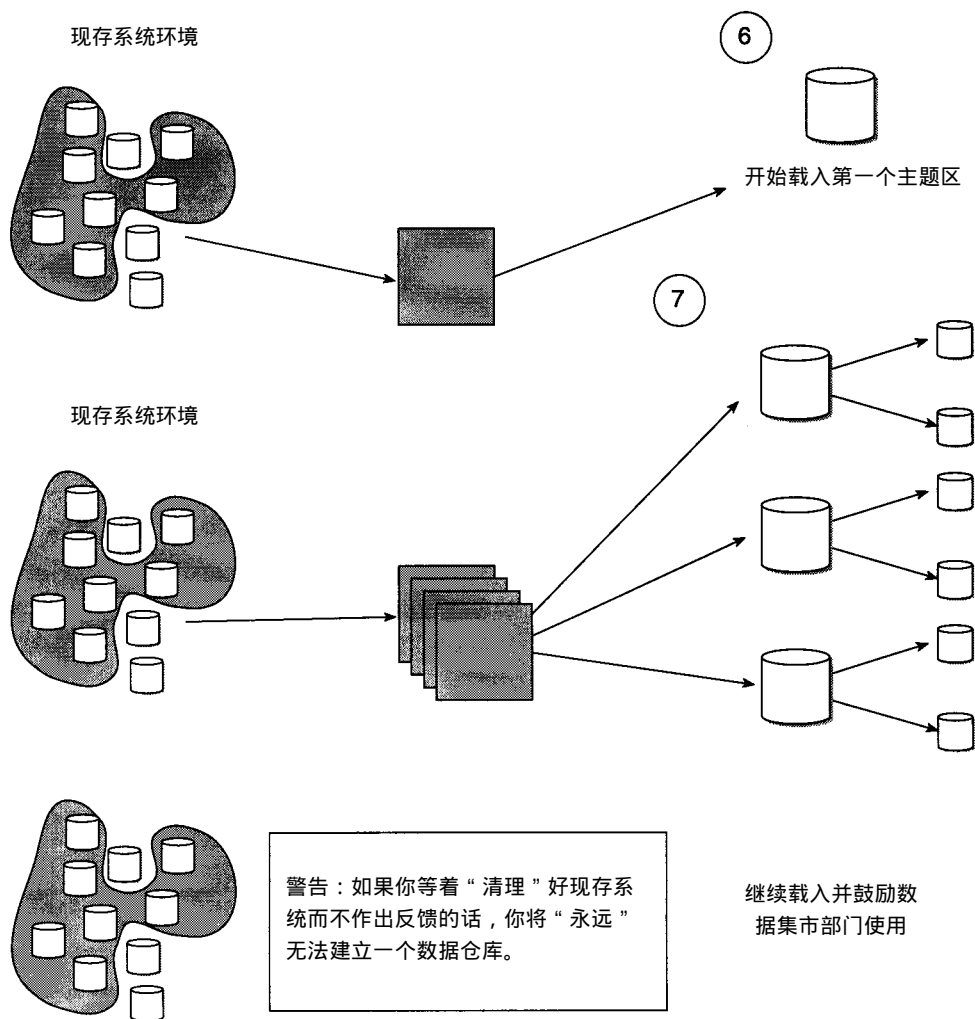 现存系统环境
6
开始载入第一个主题区
7
现存系统环境
警告：如果你等着“清理”好现存系
统而不作出反馈的话，你将“永远”
无法建立一个数据仓库。
继续载入并鼓励数
据集市部门使用